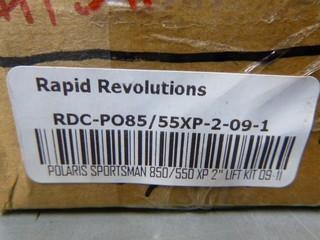 Rapid Revolutions
RDC-PO85/55XP-2-09-1
POLARIS SPORTSMAN 850/550 XP 2" LIFT KIT 09-11